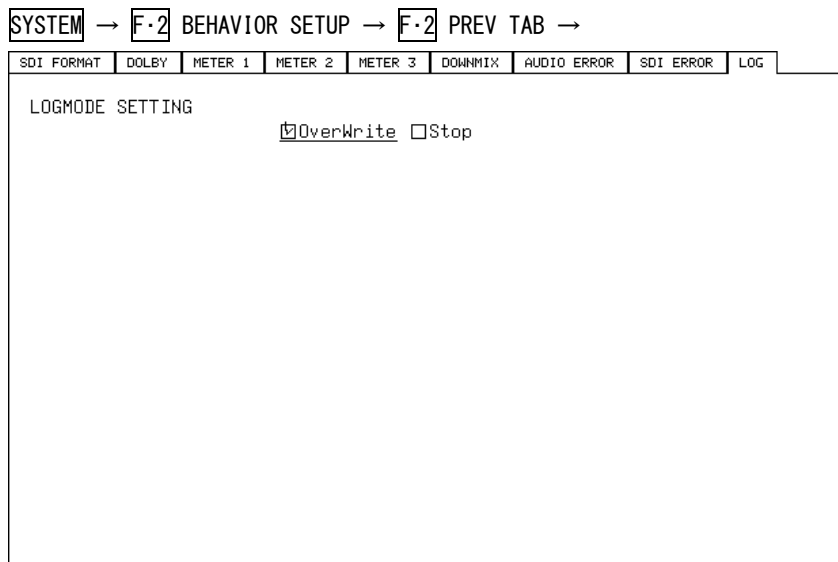 SYSTEM → F・2 BEHAVIOR SETUP → F・2 PREV TAB →
SDI FORMAT DOLBY METER 1 METER 2 METER 3 DOWNMIX AUDIO ERROR SDI ERROR LOG
LOGMODE SETTING
☑OverWrite □Stop